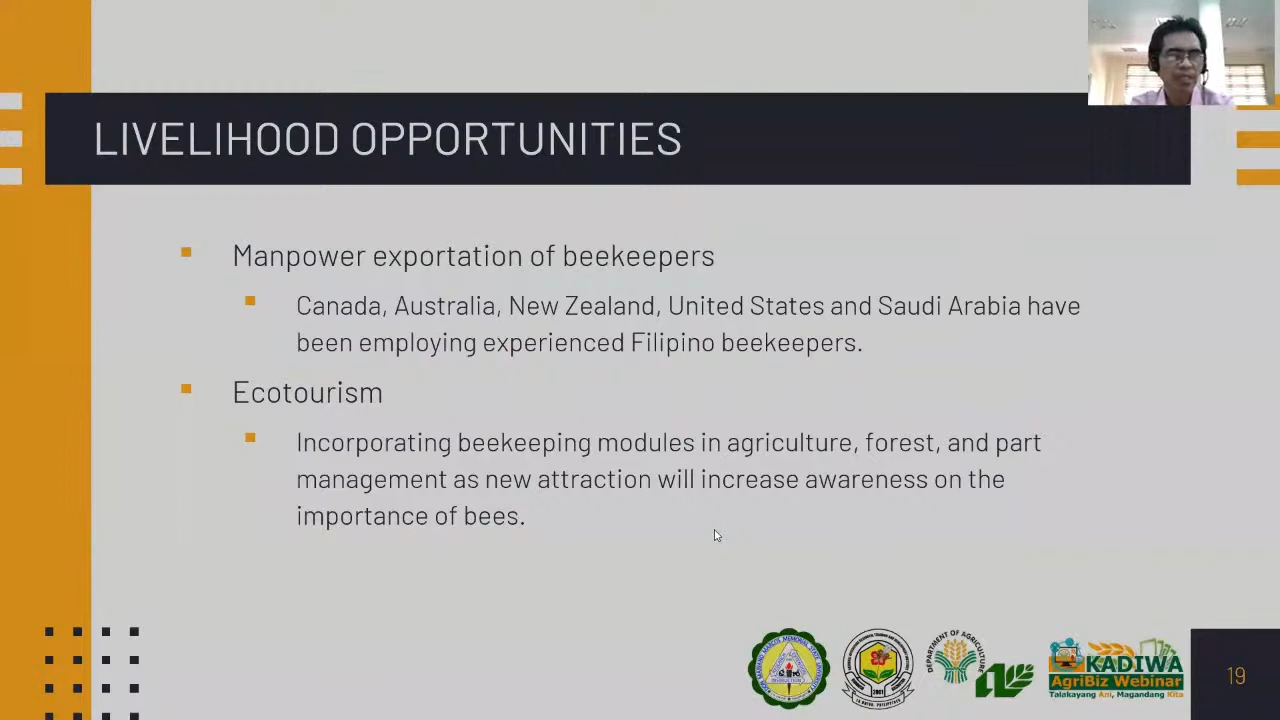 LIVELIHOOD OPPORTUNITIES
Manpower exportation of beekeepers
Canada, Australia, New Zealand, United States and Saudi Arabia have
been employing experienced Filipino beekeepers.
Ecotourism
Incorporating beekeeping modules in agriculture, forest, and part
management as new attraction will increase awareness on the
importance of bees.
DEPARTMENT OF AGRICULTURE
KADIWA
AgriBiz Webinar
Talakayang Ani, Magandang Kita
19